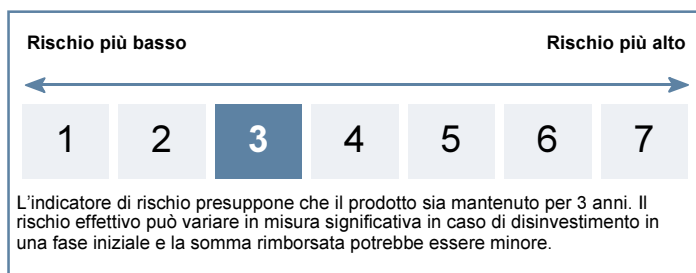 Rischio più basso Rischio più alto
1 2 3 4 5 6 7
L'indicatore di rischio presuppone che il prodotto sia mantenuto per 3 anni. Il
rischio effettivo può variare in misura significativa in caso di disinvestimento in
una fase iniziale e la somma rimborsata potrebbe essere minore.